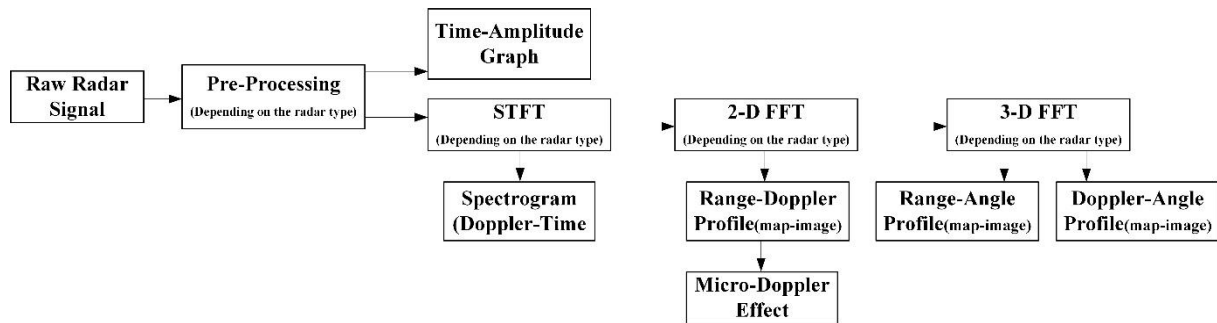 Time-Amplitude
Graph
Raw Radar
Signal
Pre-Processing
(Depending on the radar type)
STFT
(Depending on the radar type)
2-D FFT
(Depending on the radar type)
3-D FFT
(Depending on the radar type)
Spectrogram
(Doppler-Time
Range-Doppler
Profile(map-image)
Range-Angle
Profile(map-image)
Doppler-Angle
Profile(map-image)
Micro-Doppler
Effect